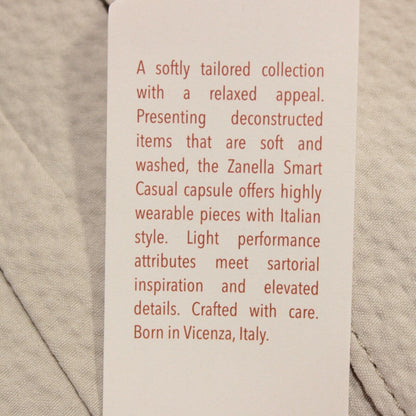 A softly tailored collection
with a relaxed appeal.
Presenting deconstructed
items that are soft and
washed, the Zanella Smart
Casual capsule offers highly
wearable pieces with Italian
style. Light performance
attributes meet sartorial
inspiration and elevated
details. Crafted with care.
Born in Vicenza, Italy.